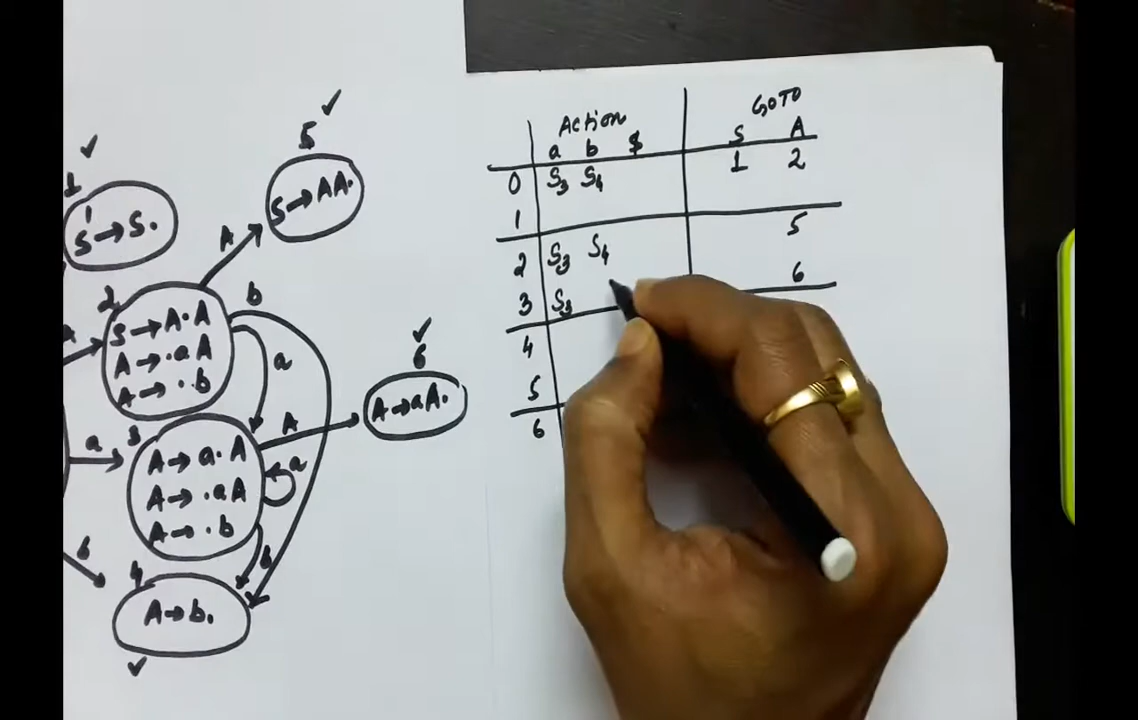 1
S' → S.
5
S → AA.
A
A
2
S → A.A
A → .aA
A → .b
b
a
a
3
A → a.A
A → .aA
A → .b
A
a
b
6
A → aA.
b
4
A → b.
Action GOTO
a b $ S A
0 S3 S4 1 2
1
2 S3 S4 5
3 S3 6
4
5
6